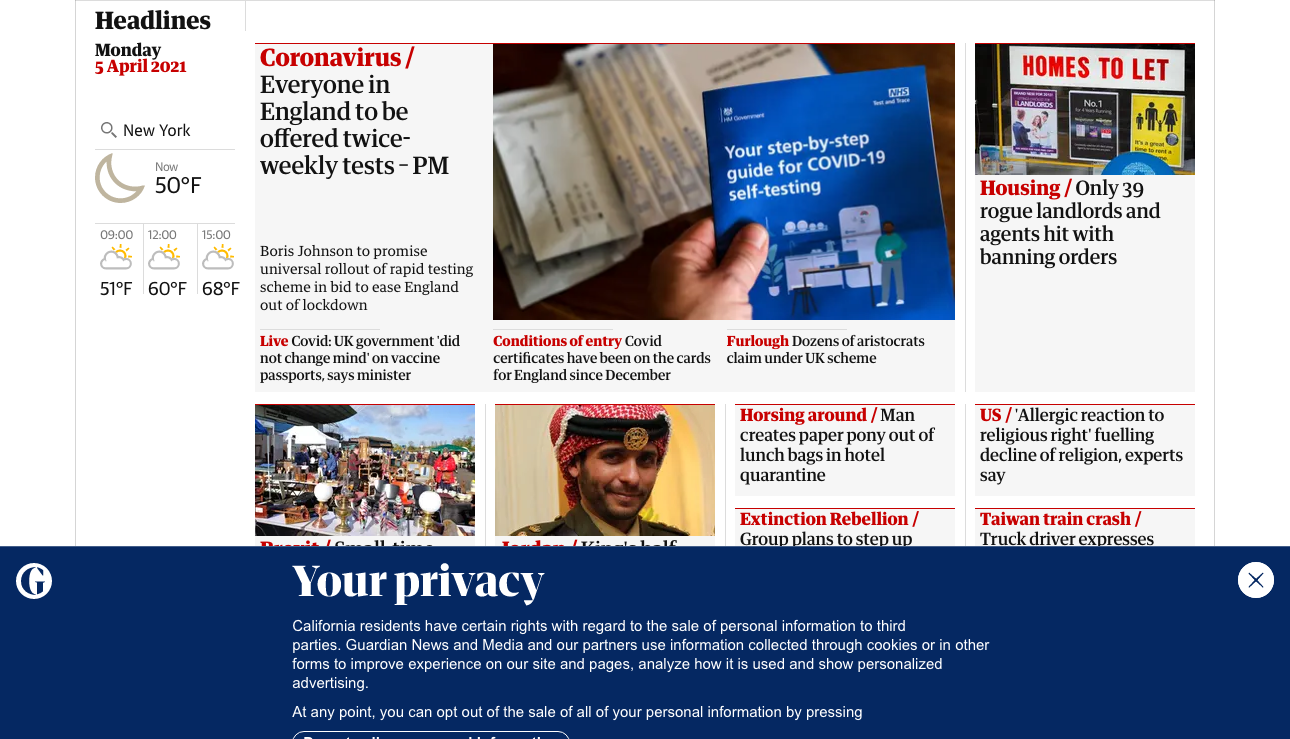 Headlines
Monday
5 April 2021
New York
Now
50°F
09:00
12:00
15:00
51°F
60°F
68°F
Coronavirus /
Everyone in
England to be
offered twice-
weekly tests – PM
Boris Johnson to promise
universal rollout of rapid testing
scheme in bid to ease England
out of lockdown
HM Government
NHS
Test and Trace
Your step-by-step
guide for COVID-19
self-testing
Live Covid: UK government 'did
not change mind' on vaccine
passports, says minister
Conditions of entry Covid
certificates have been on the cards
for England since December
Furlough Dozens of aristocrats
claim under UK scheme
HOMES TO LET
LANDLORDS
No.1
It's a great
time to rent a
Housing / Only 39
rogue landlords and
agents hit with
banning orders
Horsing around / Man
creates paper pony out of
lunch bags in hotel
quarantine
US / 'Allergic reaction to
religious right' fuelling
decline of religion, experts
say
Extinction Rebellion /
Group plans to step up
Taiwan train crash /
Truck driver expresses
Brexit / Small-time
Jordan / King's half-
Your privacy
California residents have certain rights with regard to the sale of personal information to third
parties. Guardian News and Media and our partners use information collected through cookies or in other
forms to improve experience on our site and pages, analyze how it is used and show personalized
advertising.
At any point, you can opt out of the sale of all of your personal information by pressing